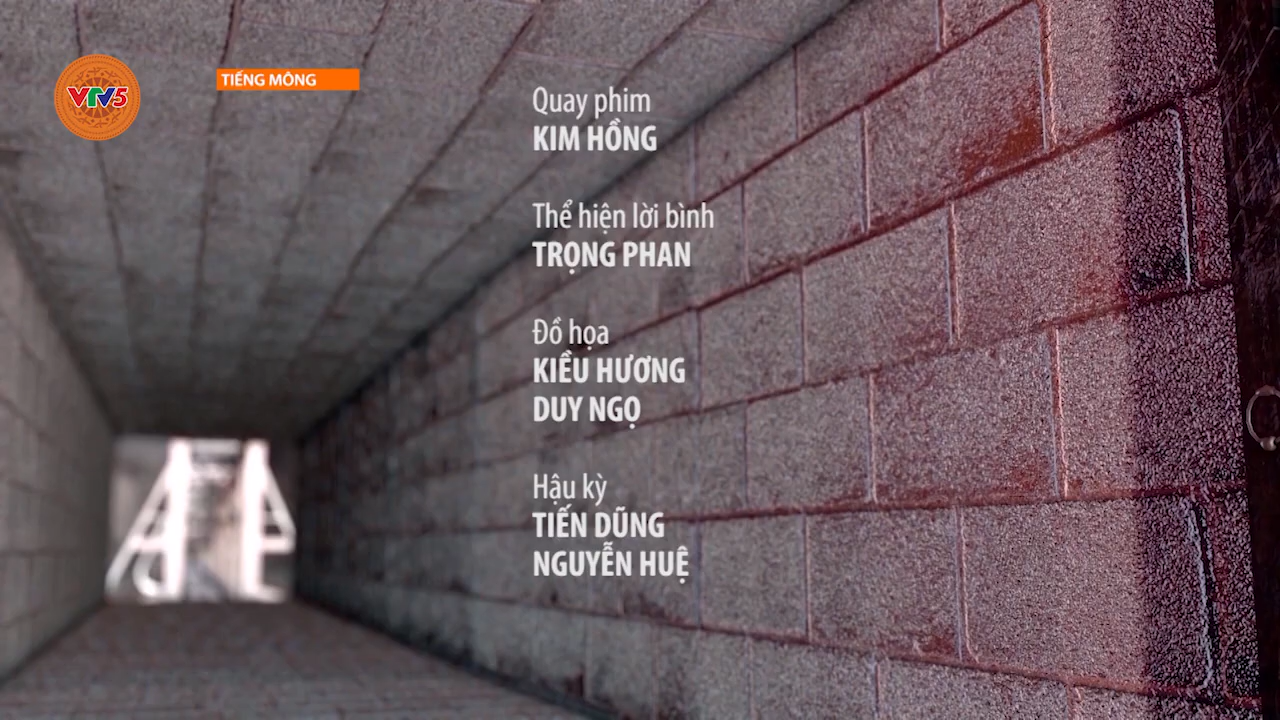 VTV5
TIẾNG MÔNG
Quay phim
KIM HỒNG
Thể hiện lời bình
TRỌNG PHAN
Đồ họa
KIỀU HƯƠNG
DUY NGỌ
Hậu kỳ
TIẾN DŨNG
NGUYỄN HUỆ